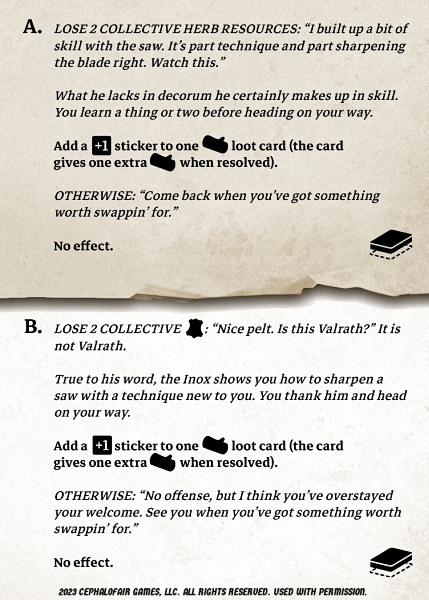 A. LOSE 2 COLLECTIVE HERB RESOURCES: “I built up a bit of
skill with the saw. It’s part technique and part sharpening
the blade right. Watch this.”
What he lacks in decorum he certainly makes up in skill.
You learn a thing or two before heading on your way.
Add a +1 sticker to one loot card (the card
gives one extra when resolved).
OTHERWISE: “Come back when you've got something
worth swappin’ for.”
No effect.
B. LOSE 2 COLLECTIVE : “Nice pelt. Is this Valrath?” It is
not Valrath.
True to his word, the Inox shows you how to sharpen a
saw with a technique new to you. You thank him and head
on your way.
Add a +1 sticker to one loot card (the card
gives one extra when resolved).
OTHERWISE: “No offense, but I think you’ve overstayed
your welcome. See you when you’ve got something worth
swappin’ for.”
No effect.
2023 CEPHALOFAIR GAMES, LLC. ALL RIGHTS RESERVED. USED WITH PERMISSION.